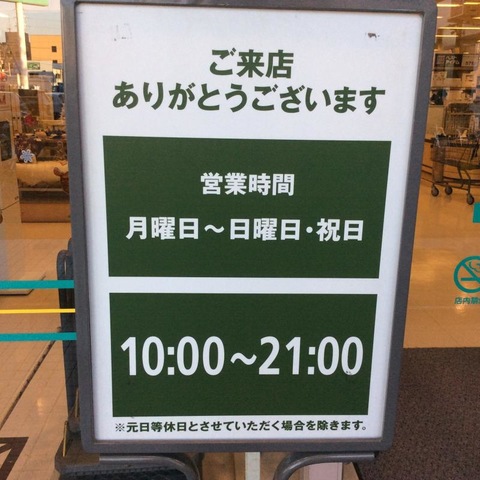 ご来店
ありがとうございます
営業時間
月曜日～日曜日・祝日
10:00～21:00
※元日等休日とさせていただく場合を除きます。